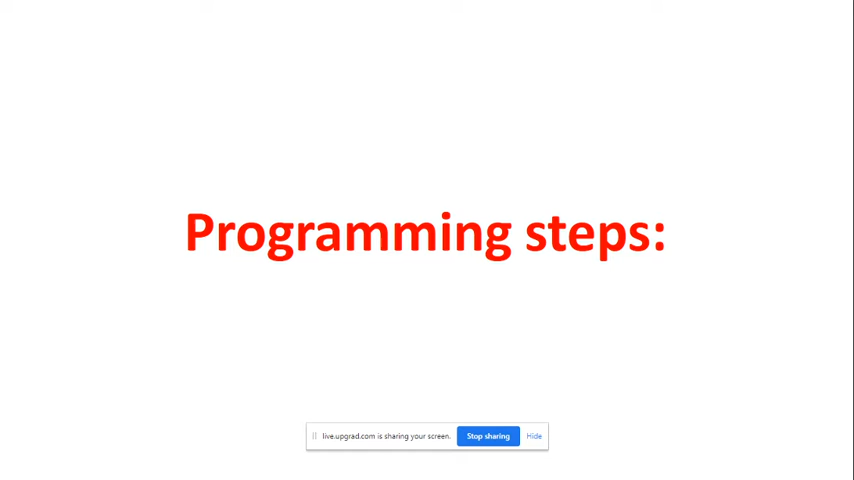 Programming steps:
live.upgrad.com is sharing your screen. Stop sharing Hide